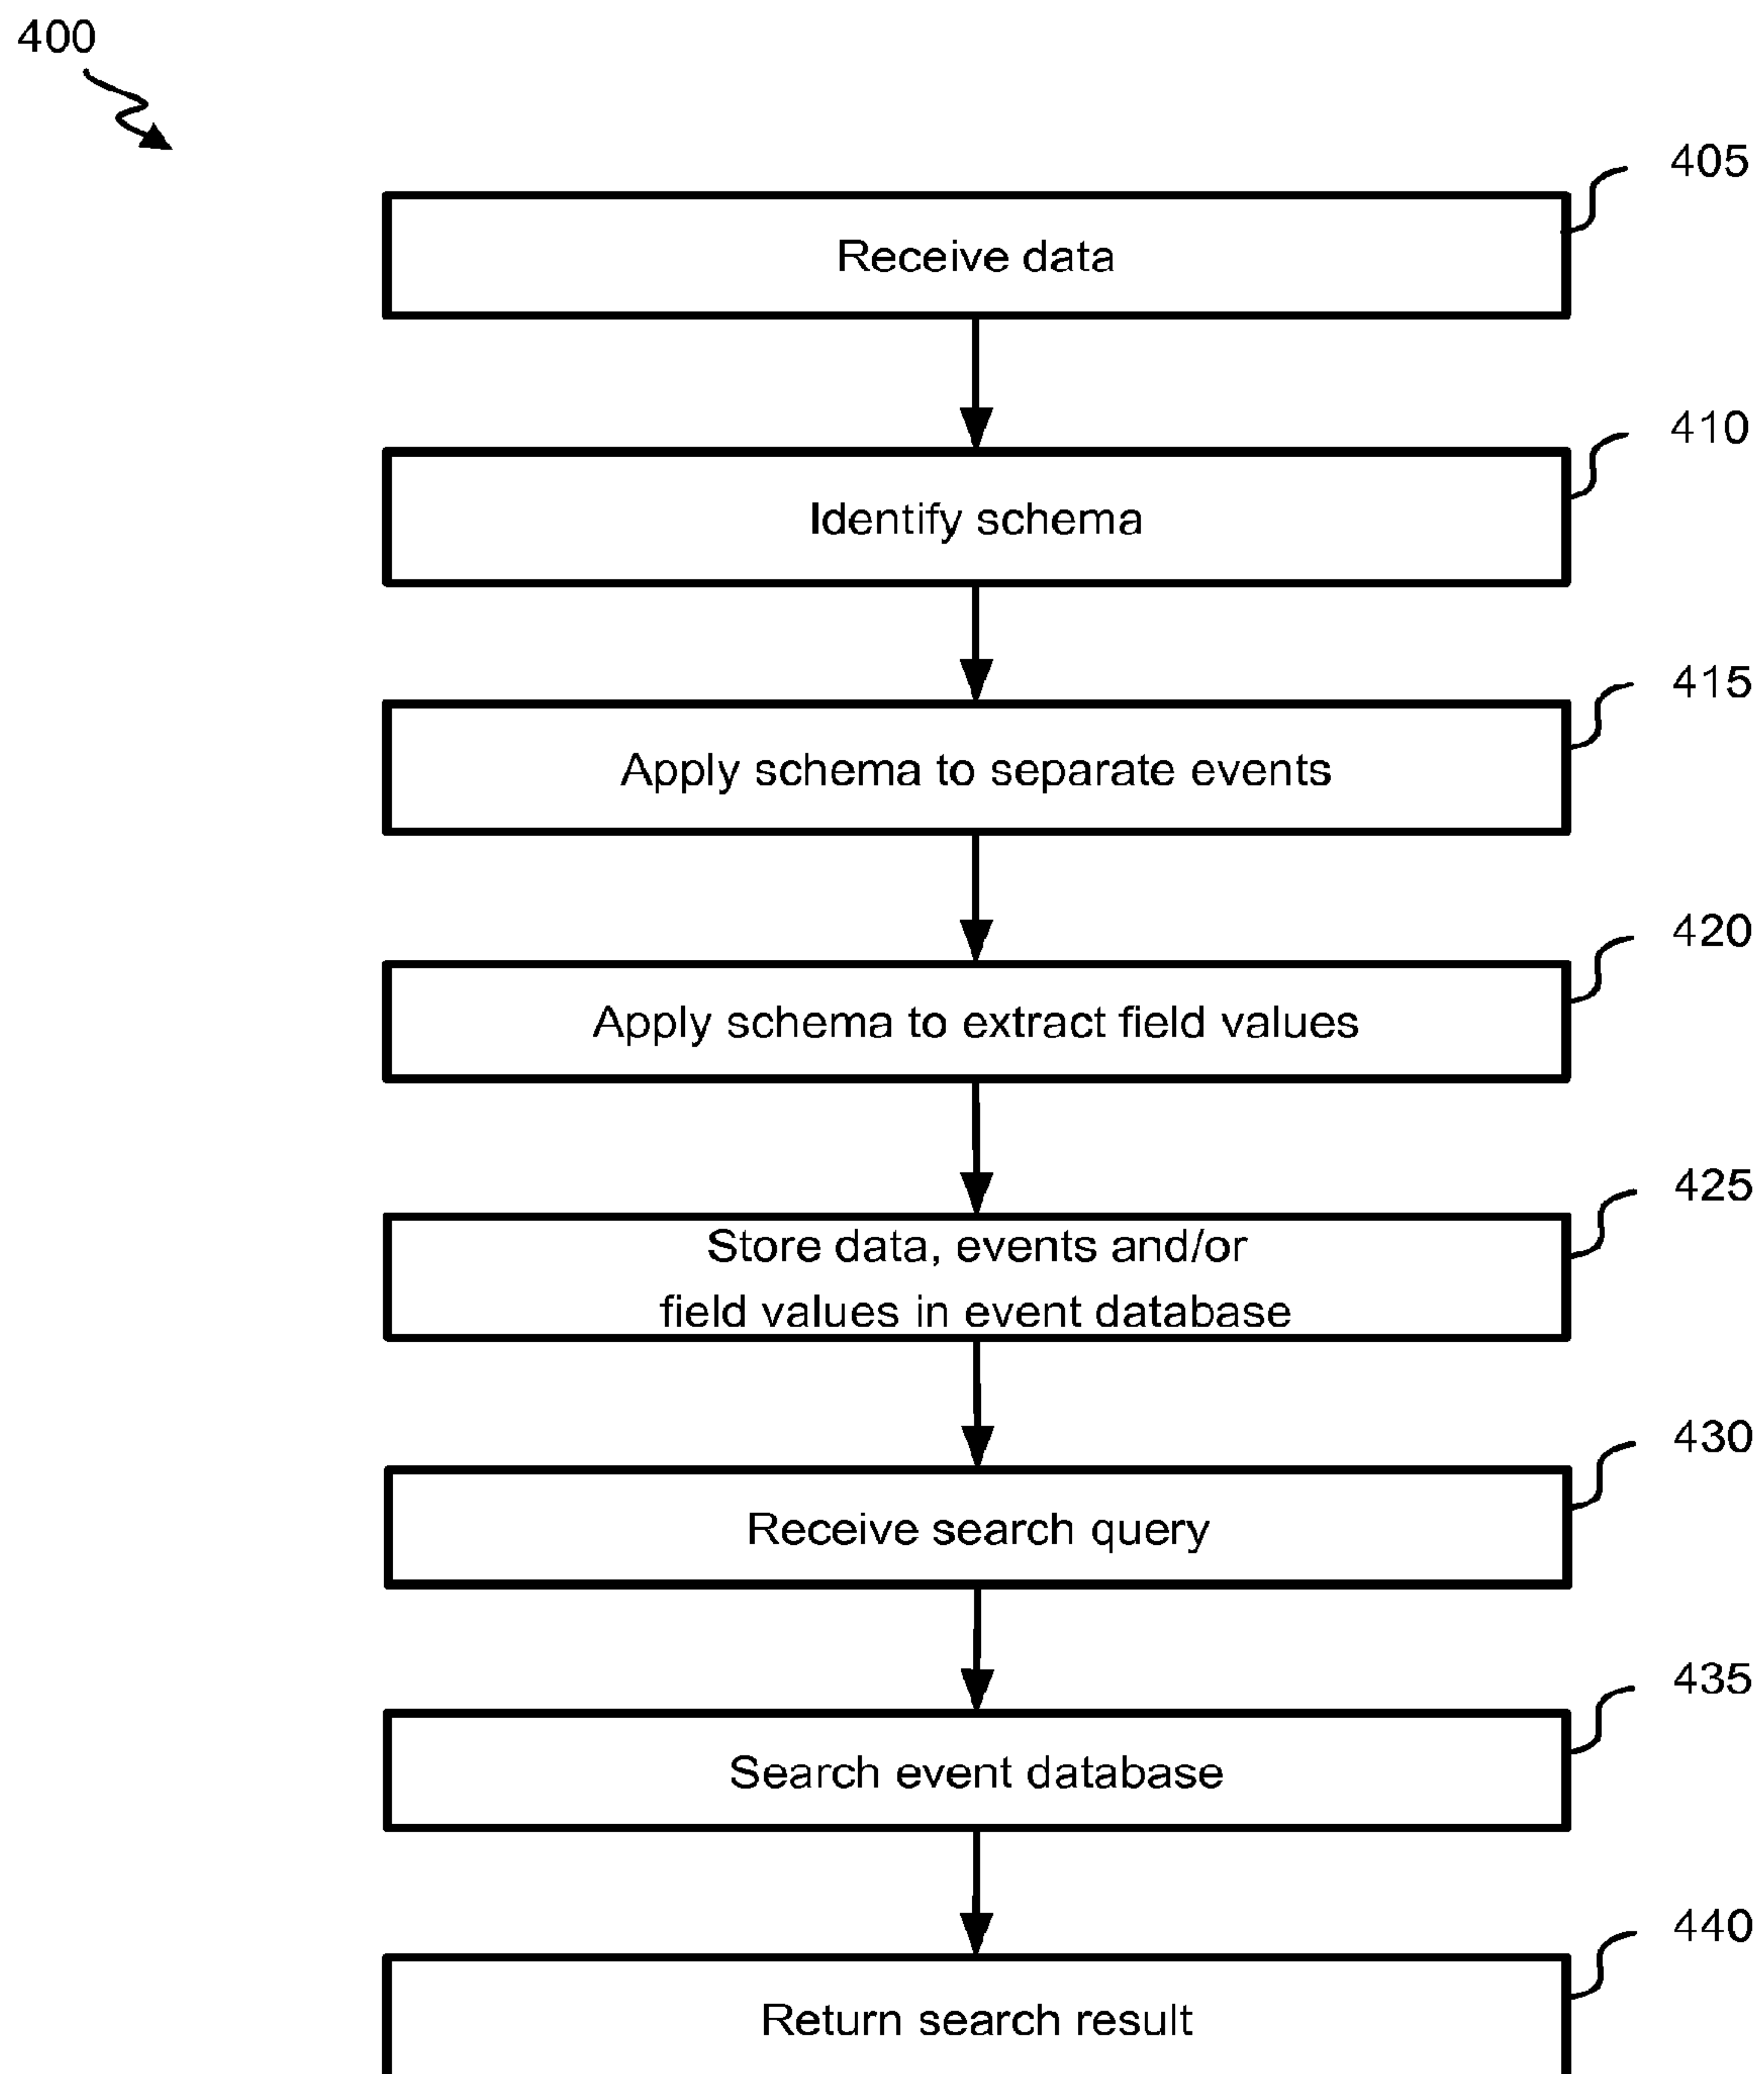 400
405
Receive data
410
Identify schema
415
Apply schema to separate events
420
Apply schema to extract field values
425
Store data, events and/or
field values in event database
430
Receive search query
435
Search event database
440
Return search result